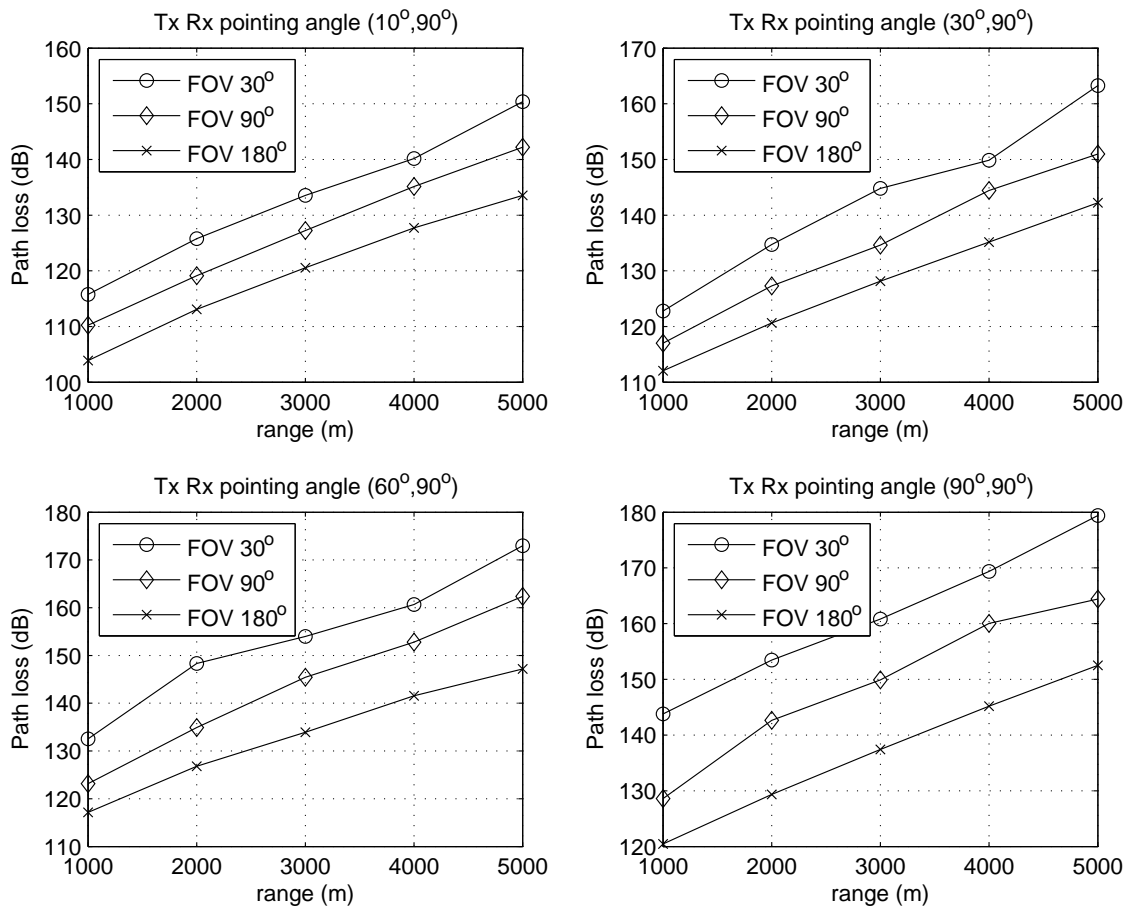 Tx Rx pointing angle (10°,90°)
160
150
140
130
120
110
100
Path loss (dB)
FOV 30°
FOV 90°
FOV 180°
1000 2000 3000 4000 5000
range (m)
Tx Rx pointing angle (30°,90°)
170
160
150
140
130
120
110
Path loss (dB)
FOV 30°
FOV 90°
FOV 180°
1000 2000 3000 4000 5000
range (m)
Tx Rx pointing angle (60°,90°)
180
170
160
150
140
130
120
110
Path loss (dB)
FOV 30°
FOV 90°
FOV 180°
1000 2000 3000 4000 5000
range (m)
Tx Rx pointing angle (90°,90°)
180
170
160
150
140
130
120
Path loss (dB)
FOV 30°
FOV 90°
FOV 180°
1000 2000 3000 4000 5000
range (m)